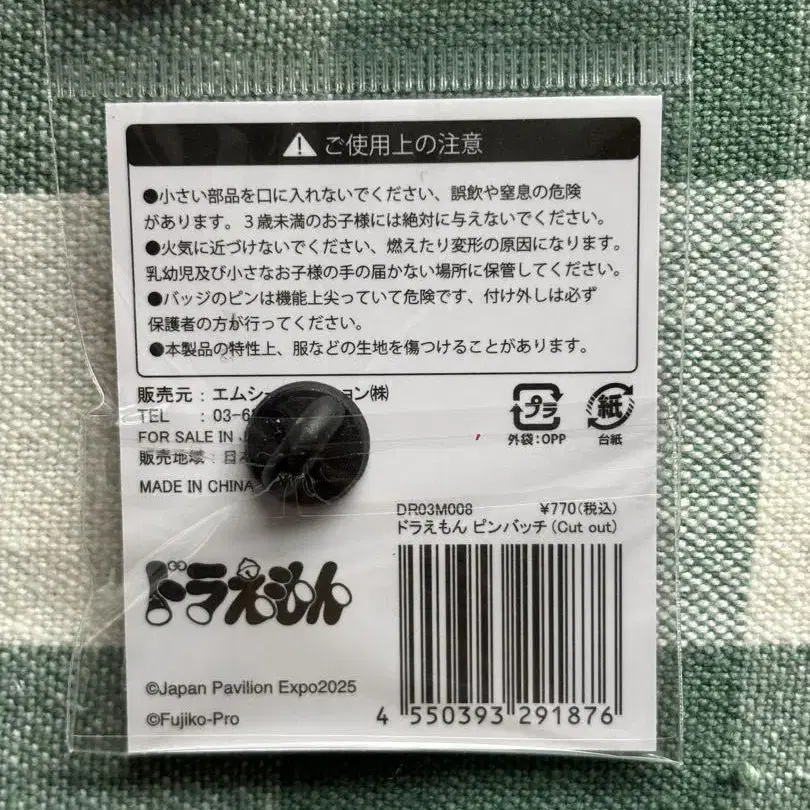 ご使用上の注意
●小さい部品を口に入れないでください、誤飲や窒息の危険
があります。3歳未満のお子様には絶対に与えないでください。
●火気に近づけないでください、燃えたり変形の原因になります。
乳幼児及び小さなお子様の手の届かない場所に保管してください。
●バッジのピンは機能上尖っていて危険です、付け外しは必ず
保護者の方が行ってください。
●本製品の特性上、服などの生地を傷つけることがあります。
販売元：エムシー ョン㈱
TEL ：03-6
FOR SALE IN
販売地域：日本
MADE IN CHINA
プラ
外袋:OPP
紙
台紙
DR03M008 ¥770(税込)
ドラえもん ピンバッチ (Cut out)
ドラえもん
©Japan Pavilion Expo2025
©Fujiko-Pro
4 550393 291876